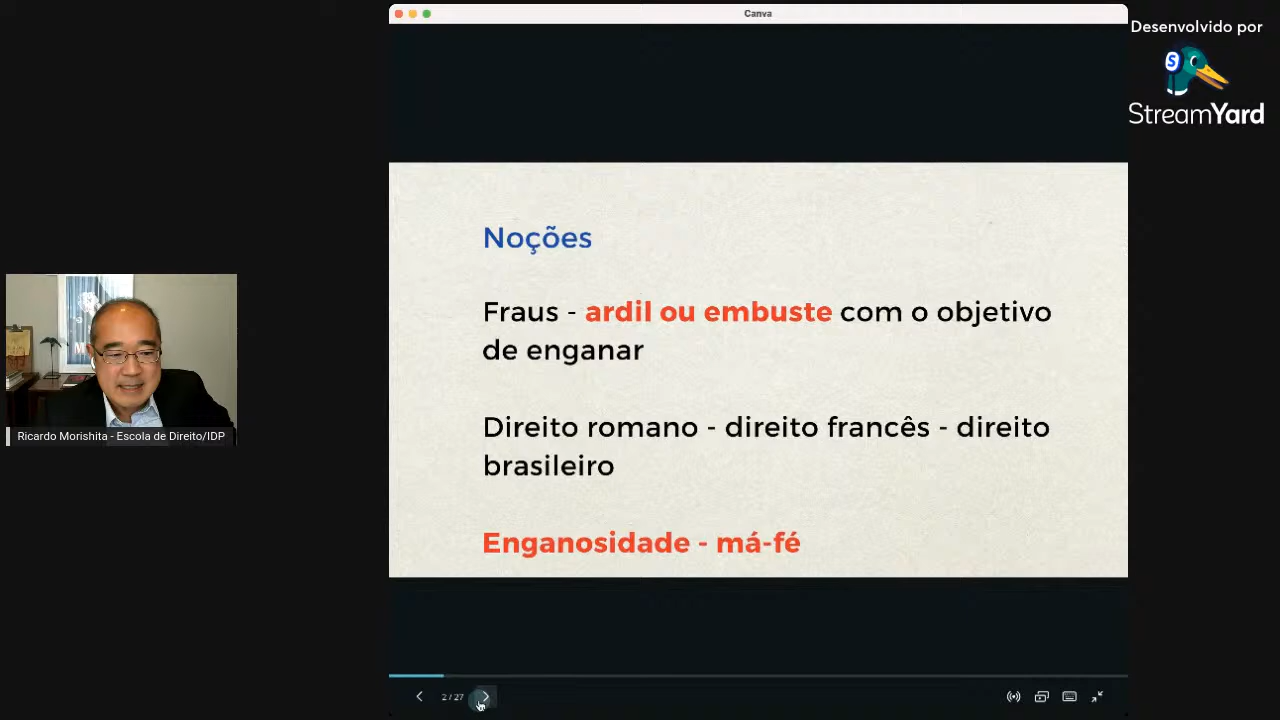 Canva
Desenvolvido por
S
StreamYard
Noções
Fraus - ardil ou embuste com o objetivo
de enganar
Direito romano - direito francês - direito
brasileiro
Enganosidade - má-fé
Ricardo Morishita - Escola de Direito/IDP
2 / 27